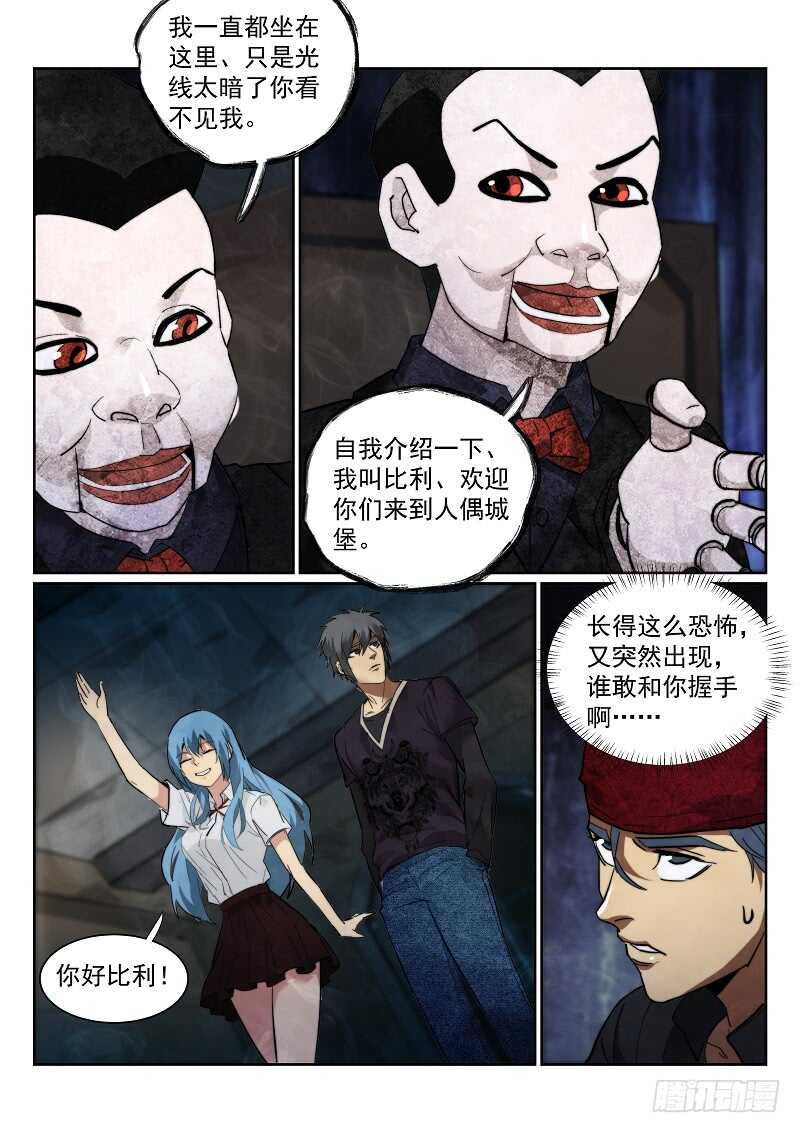 我一直都坐在
这里、只是光
线太暗了你看
不见我。
自我介绍一下、
我叫比利、欢迎
你们来到人偶城
堡。
长得这么恐怖，
又突然出现，
谁敢和你握手
啊⋯⋯
你好比利！
腾讯动漫